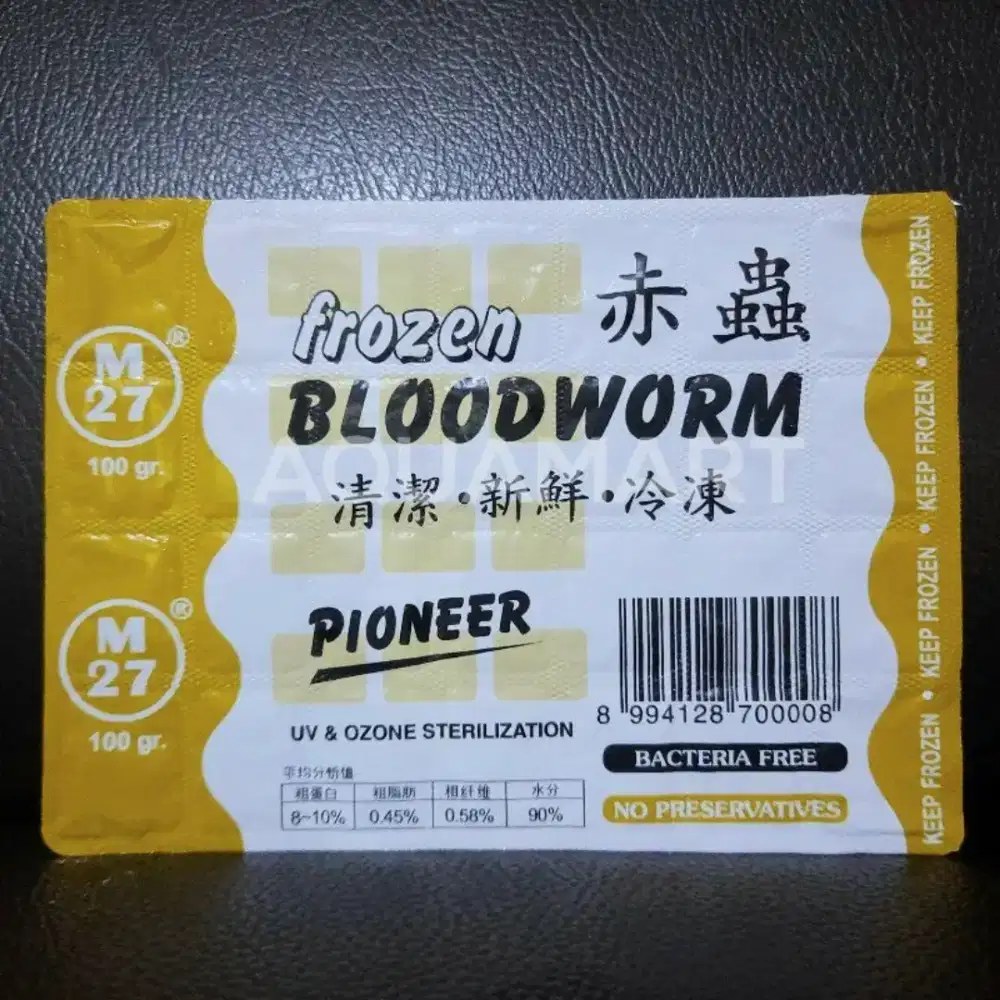 frozen 赤蟲
BLOODWORM
AQUAMART
清潔·新鮮·冷凍
PIONEER
UV & OZONE STERILIZATION
平均分析值
粗蛋白 粗脂肪 粗纤维 水分
8~10% 0.45% 0.58% 90%
8 994128 700008
BACTERIA FREE
NO PRESERVATIVES
M
27
®
100 gr.
M
27
®
100 gr.
KEEP FROZEN • KEEP FROZEN • KEEP FROZEN • KEEP FROZEN